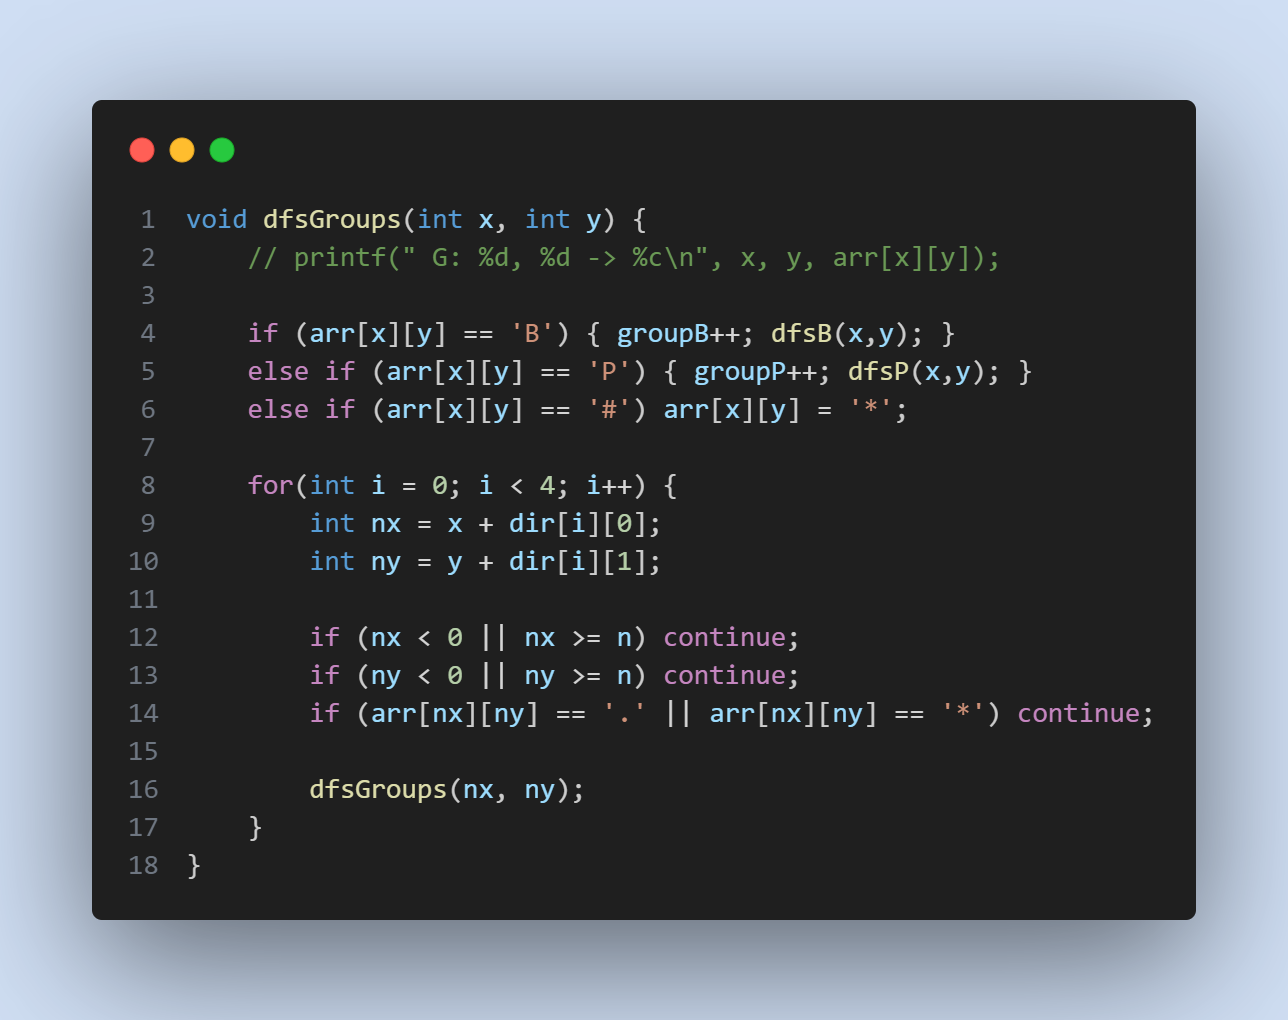 1 void dfsGroups(int x, int y) {
2     // printf(" G: %d, %d -> %c\n", x, y, arr[x][y]);
3
4     if (arr[x][y] == 'B') { groupB++; dfsB(x,y); }
5     else if (arr[x][y] == 'P') { groupP++; dfsP(x,y); }
6     else if (arr[x][y] == '#') arr[x][y] = '*';
7
8     for(int i = 0; i < 4; i++) {
9         int nx = x + dir[i][0];
10         int ny = y + dir[i][1];
11
12         if (nx < 0 || nx >= n) continue;
13         if (ny < 0 || ny >= n) continue;
14         if (arr[nx][ny] == '.' || arr[nx][ny] == '*') continue;
15
16         dfsGroups(nx, ny);
17     }
18 }